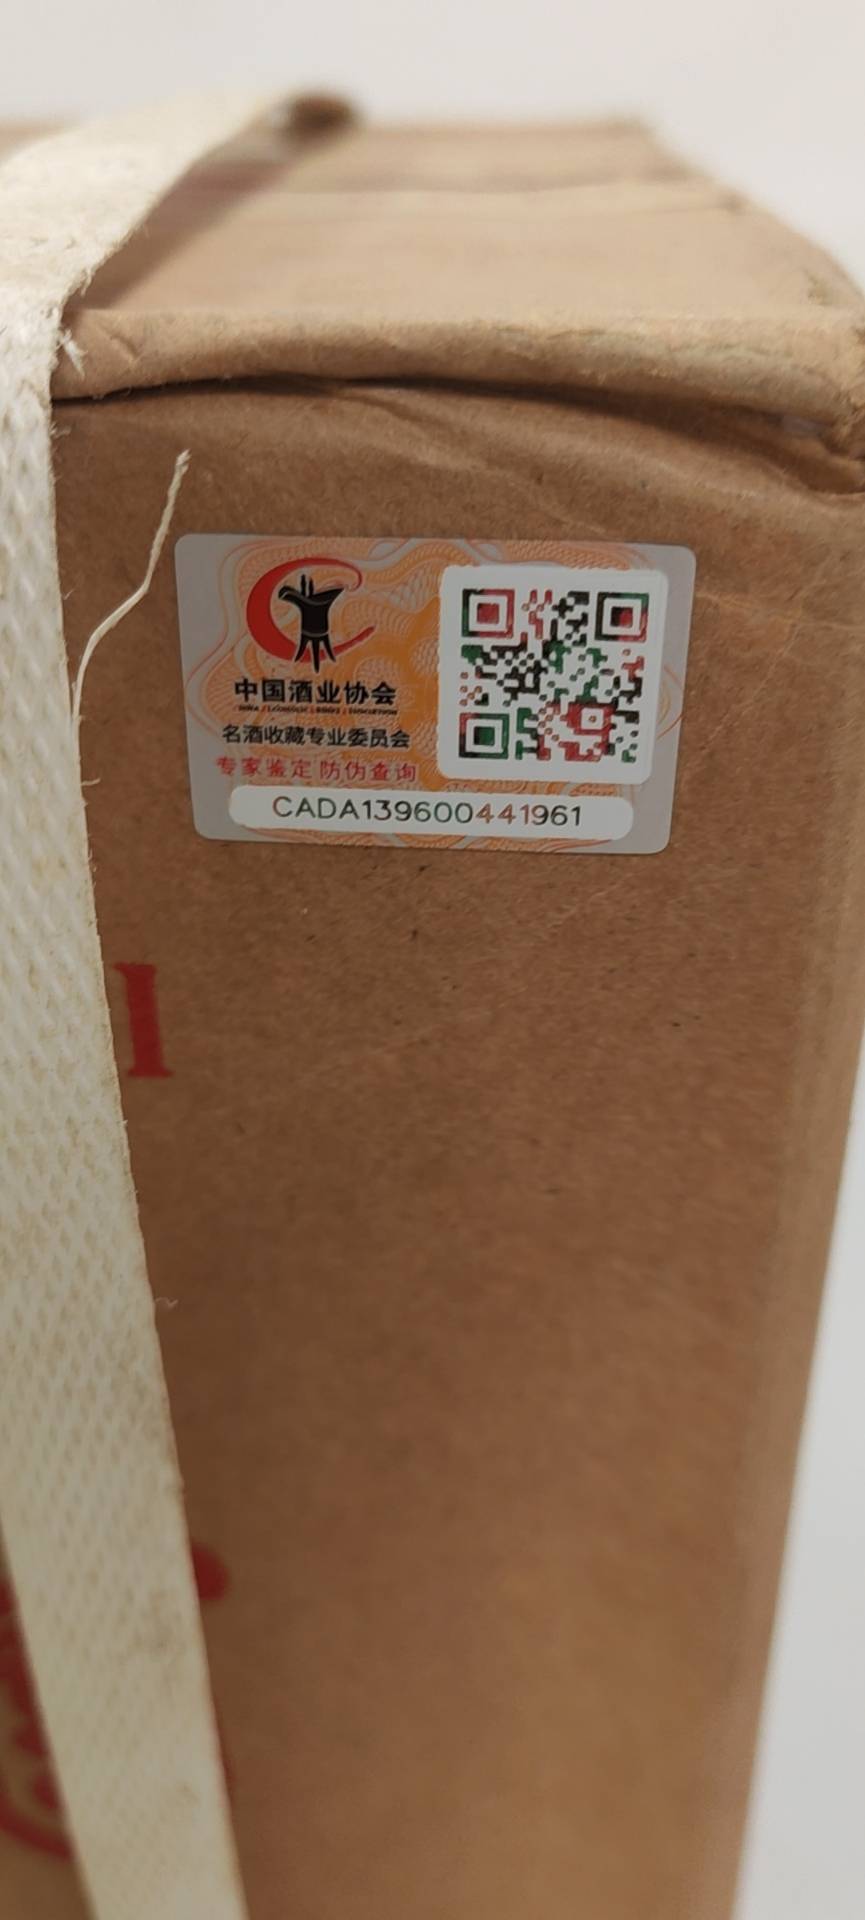 中国酒业协会
名酒收藏专业委员会
专家鉴定 防伪查询
CADA139600441961
l